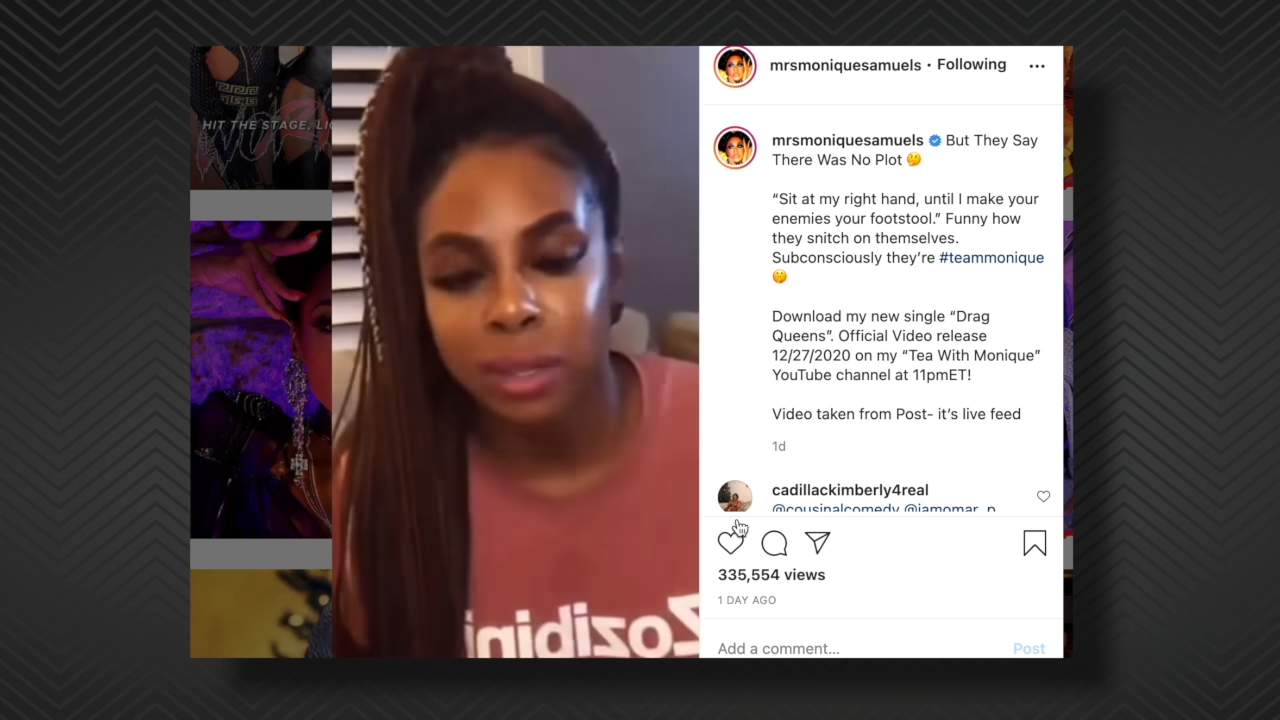 HIT THE STAGE, LI
mrsmoniquesamuels • Following
mrsmoniquesamuels But They Say
There Was No Plot 🤔
“Sit at my right hand, until I make your
enemies your footstool.” Funny how
they snitch on themselves.
Subconsciously they’re #teammonique
🤫
Download my new single “Drag
Queens”. Official Video release
12/27/2020 on my “Tea With Monique”
YouTube channel at 11pmET!
Video taken from Post- it’s live feed
1d
cadillackimberly4real
@cousinalcomedy @iamomar_p
335,554 views
1 DAY AGO
Add a comment...
Post
Zozibini